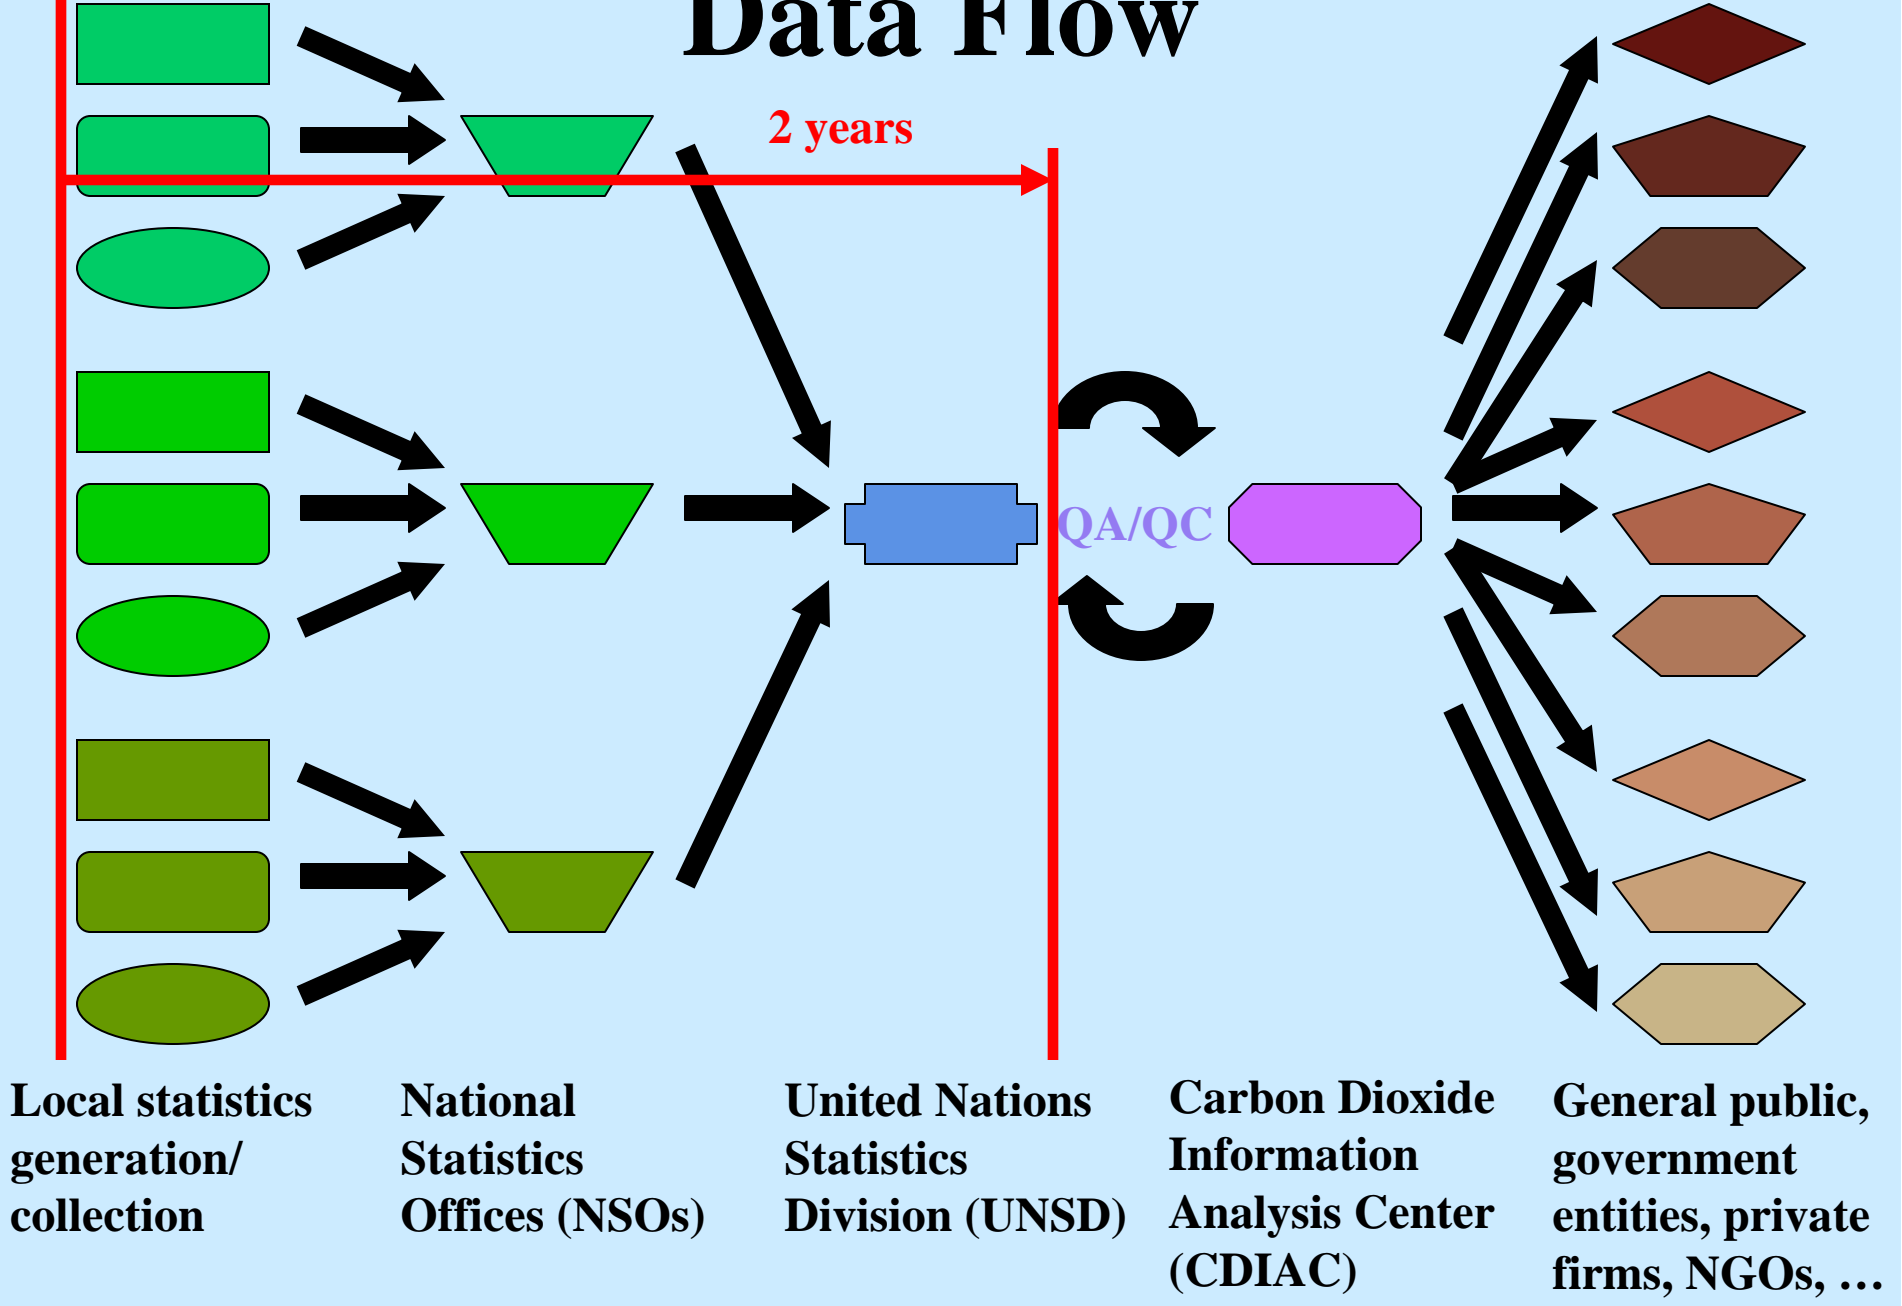 Data Flow
2 years
QA/QC
Local statistics
generation/
collection
National
Statistics
Offices (NSOs)
United Nations
Statistics
Division (UNSD)
Carbon Dioxide
Information
Analysis Center
(CDIAC)
General public,
government
entities, private
firms, NGOs, …